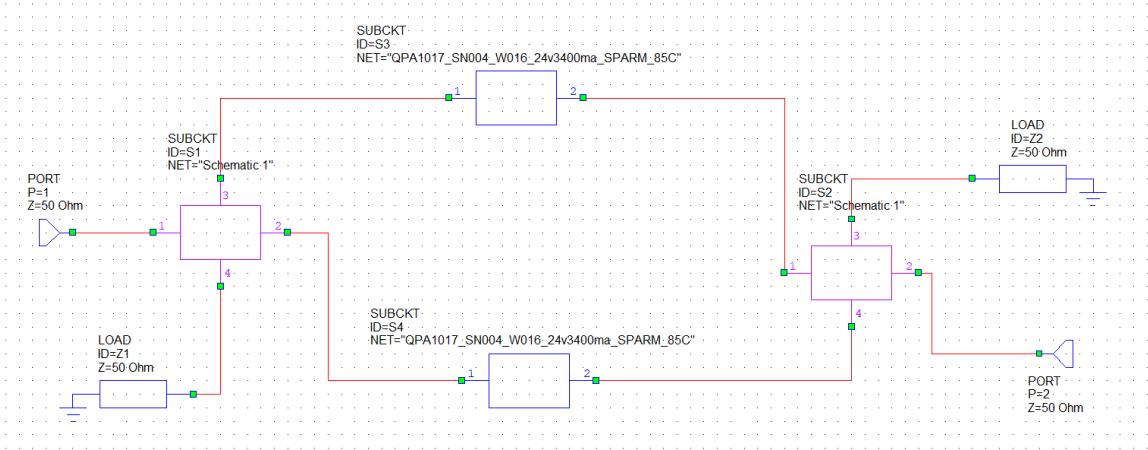 SUBCKT
ID=S3
NET="QPA1017_SN004_W016_24v3400ma_SPARM_85C"
1
2
SUBCKT
ID=S1
NET="Schematic 1"
3
1
2
4
PORT
P=1
Z=50 Ohm
LOAD
ID=Z2
Z=50 Ohm
SUBCKT
ID=S2
NET="Schematic 1"
3
1
2
4
SUBCKT
ID=S4
NET="QPA1017_SN004_W016_24v3400ma_SPARM_85C"
1
2
LOAD
ID=Z1
Z=50 Ohm
PORT
P=2
Z=50 Ohm